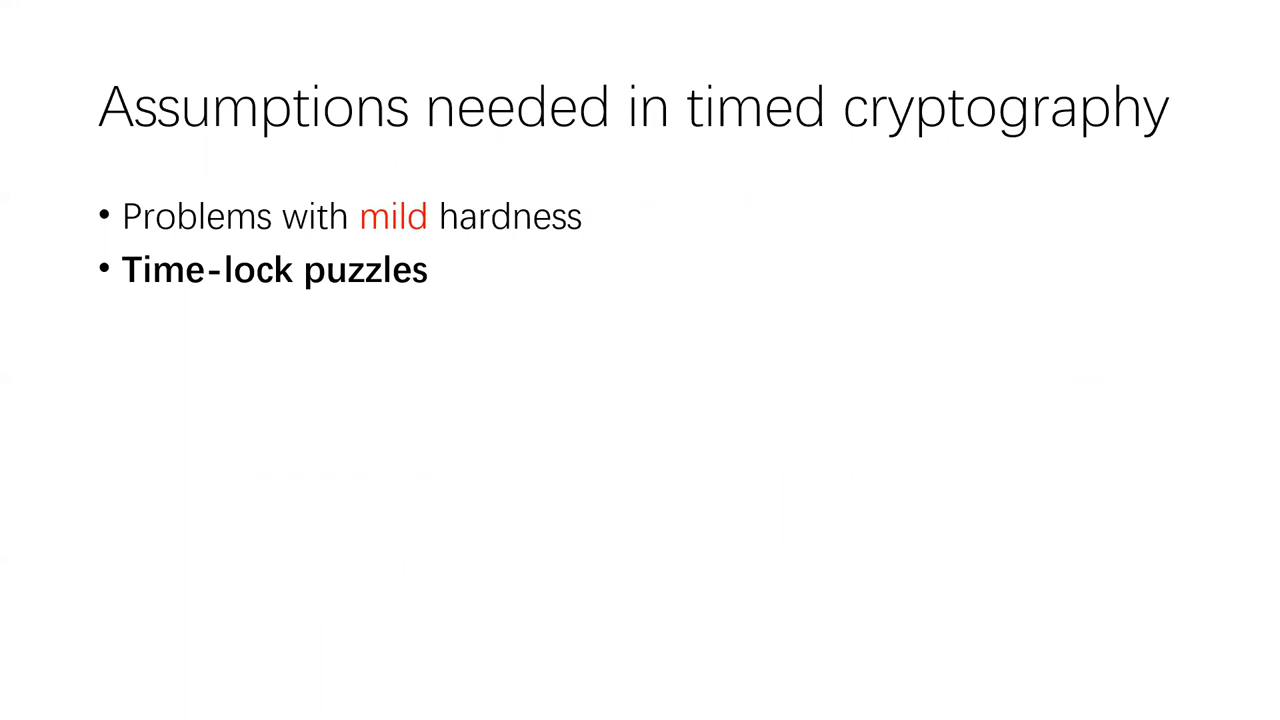 Assumptions needed in timed cryptography
• Problems with mild hardness
• Time-lock puzzles